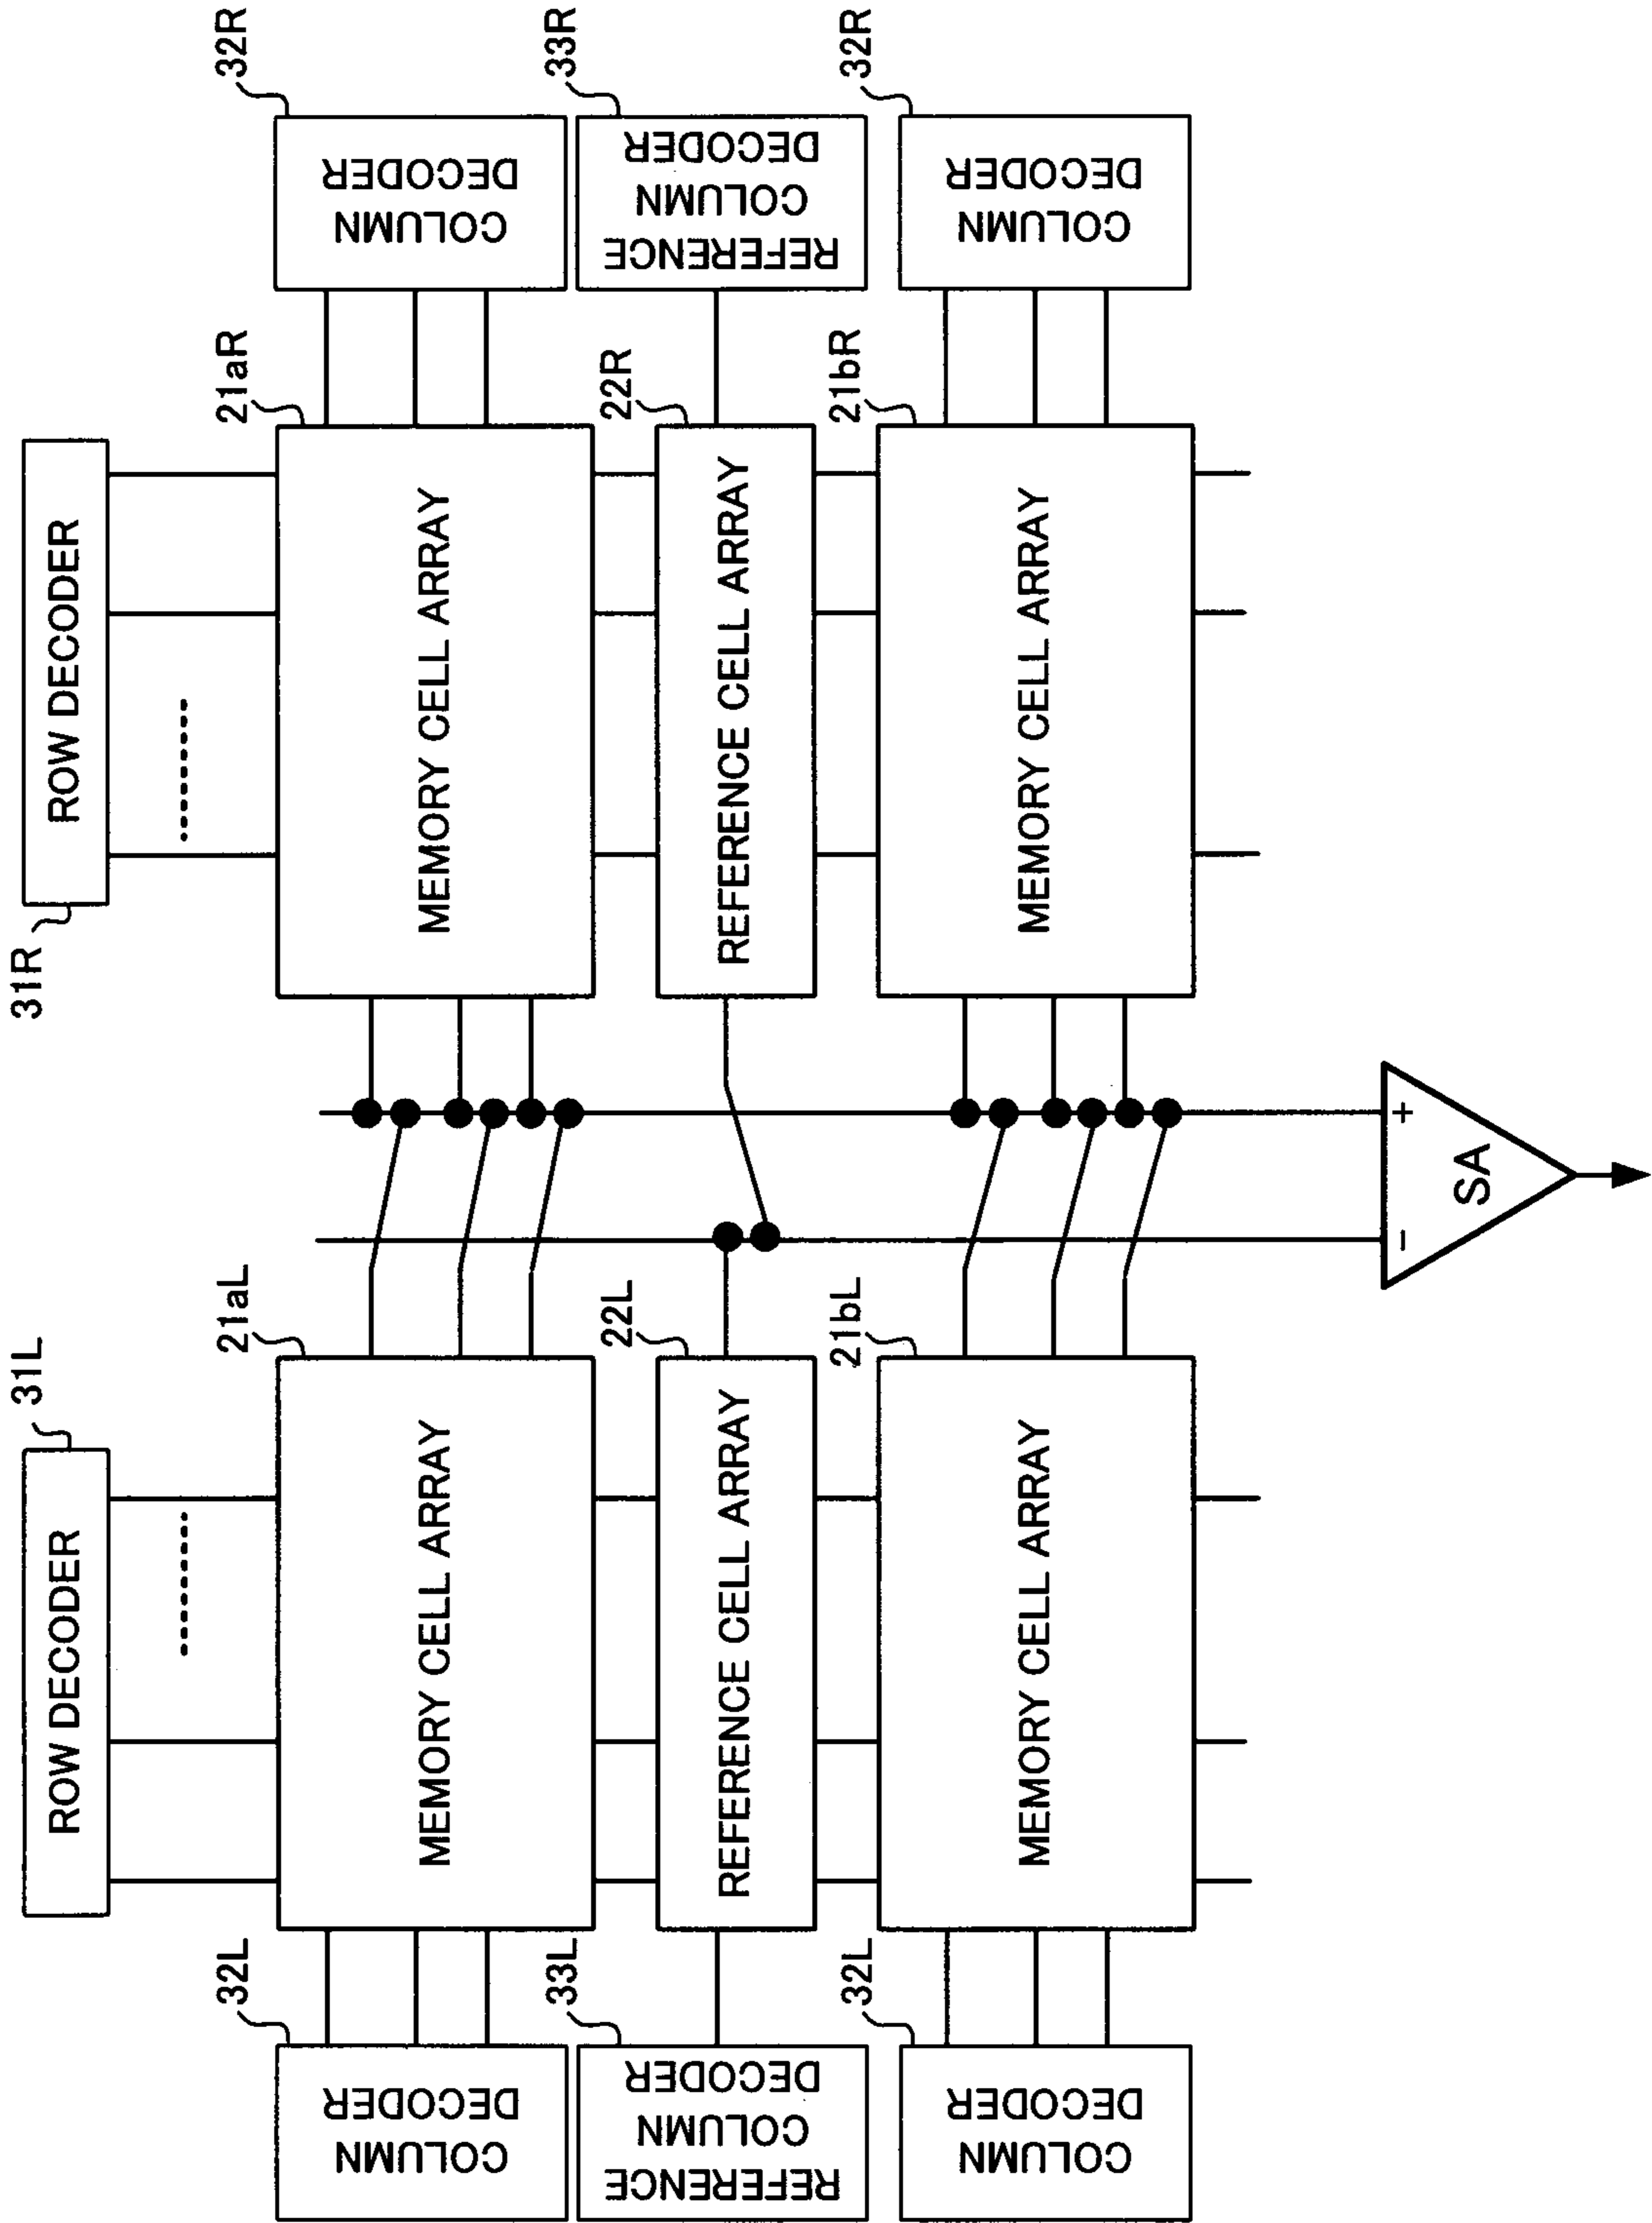 31L
ROW DECODER
31R
ROW DECODER
32L
COLUMN
DECODER
21aL
MEMORY CELL ARRAY
21aR
MEMORY CELL ARRAY
32R
COLUMN
DECODER
33L
REFERENCE
COLUMN
DECODER
22L
REFERENCE CELL ARRAY
22R
REFERENCE CELL ARRAY
33R
REFERENCE
COLUMN
DECODER
32L
COLUMN
DECODER
21bL
MEMORY CELL ARRAY
21bR
MEMORY CELL ARRAY
32R
COLUMN
DECODER
− +
SA